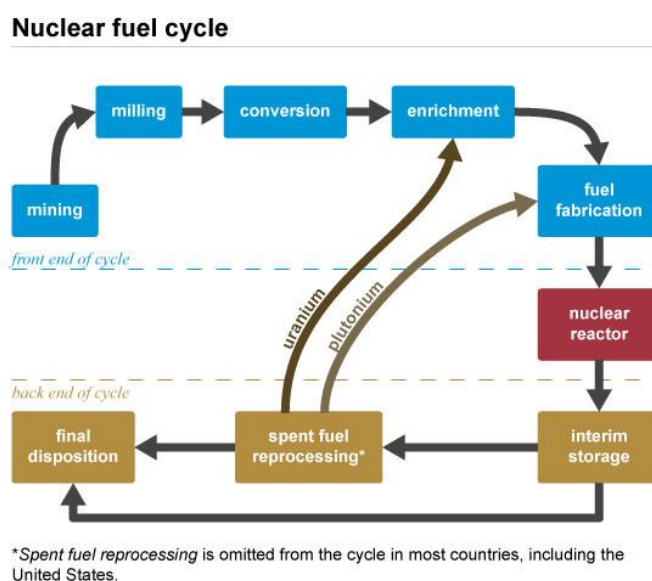 Nuclear fuel cycle
milling
conversion
enrichment
mining
fuel
fabrication
front end of cycle
uranium
plutonium
nuclear
reactor
back end of cycle
final
disposition
spent fuel
reprocessing*
interim
storage
*Spent fuel reprocessing is omitted from the cycle in most countries, including the
United States.